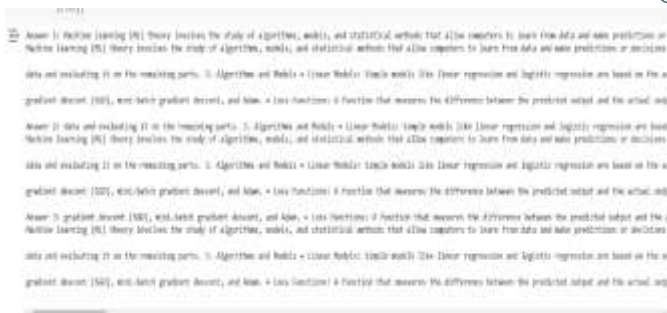 Answer 1: Machine Learning (ML) theory involves the study of algorithms, models, and statistical methods that allow computers to learn from data and make predictions or
Machine Learning (ML) theory involves the study of algorithms, models, and statistical methods that allow computers to learn from data and make predictions or decisions
data and evaluating it on the remaining parts. 3. Algorithms and Models • Linear Models: Simple models like linear regression and logistic regression are based on the
gradient descent (SGD), mini-batch gradient descent, and Adam. • Loss Functions: A function that measures the difference between the predicted output and the actual
Answer 2: data and evaluating it on the remaining parts. 3. Algorithms and Models • Linear Models: Simple models like linear regression and logistic regression are
Machine Learning (ML) theory involves the study of algorithms, models, and statistical methods that allow computers to learn from data and make predictions or decisions
data and evaluating it on the remaining parts. 3. Algorithms and Models • Linear Models: Simple models like linear regression and logistic regression are based on the
gradient descent (SGD), mini-batch gradient descent, and Adam. • Loss Functions: A function that measures the difference between the predicted output and the actual
Answer 3: gradient descent (SGD), mini-batch gradient descent, and Adam. • Loss Functions: A function that measures the difference between the predicted output and the
Machine Learning (ML) theory involves the study of algorithms, models, and statistical methods that allow computers to learn from data and make predictions or decisions
data and evaluating it on the remaining parts. 3. Algorithms and Models • Linear Models: Simple models like linear regression and logistic regression are based on the
gradient descent (SGD), mini-batch gradient descent, and Adam. • Loss Functions: A function that measures the difference between the predicted output and the actual